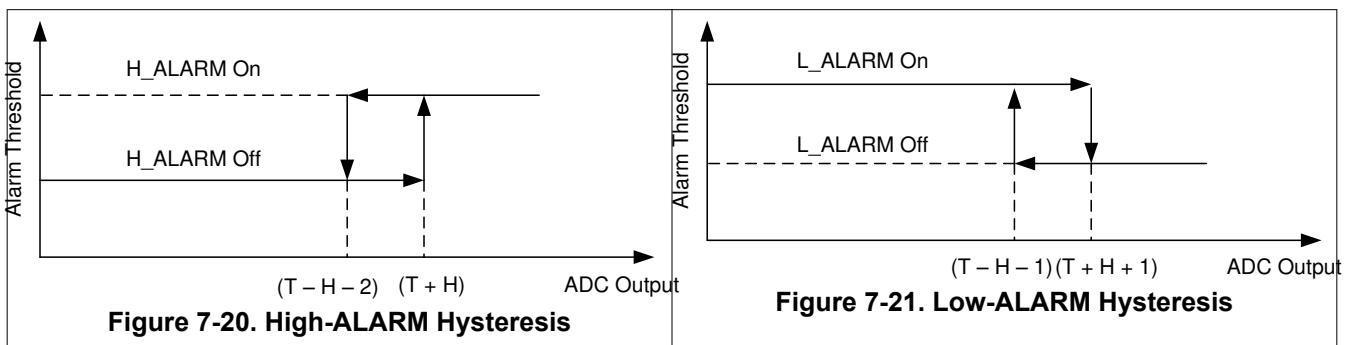 Alarm Threshold
H_ALARM On
H_ALARM Off
(T – H – 2)
(T + H)
ADC Output
Figure 7-20. High-ALARM Hysteresis
Alarm Threshold
L_ALARM On
L_ALARM Off
(T – H – 1)
(T + H + 1)
ADC Output
Figure 7-21. Low-ALARM Hysteresis